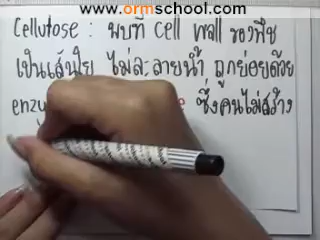 www.ormschool.com
Cellulose : พบที่ Cell Wall ของพืช
เป็นเส้นใย ไม่ละลายน้ำ ถูกย่อยด้วย
enzy e ซึ่งคนไม่สร้าง